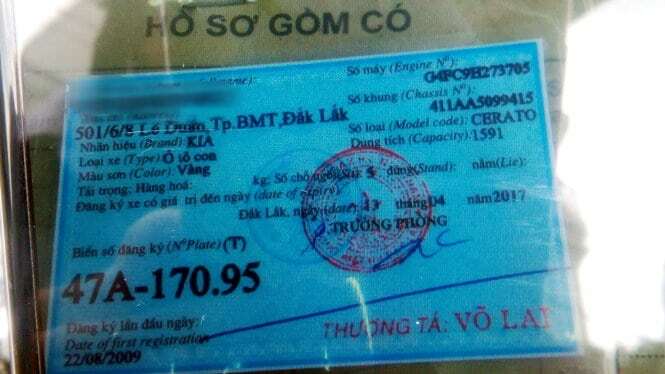 HỒ SƠ GỒM CÓ
Số máy (Engine N°): G4FC9H273705
Số khung (Chassis N°): 411AA5099415
501/6/8 Lê Duẩn, Tp.BMT, Đăk Lăk
Số loại (Model code): CERATO
Nhãn hiệu (Brand): KIA
Dung tích (Capacity): 1591
Loại xe (Type) Ô tô con
Màu sơn (Color): Vàng
Tải trọng: Hàng hoá: kg; Số chỗ ngồi 5 đứng (Stand): nằm (Lie):
Đăng ký xe có giá trị đến ngày (date of expiry)
Đăk Lăk, ngày (date) 13 tháng 04 năm 2017
TRƯỞNG PHÒNG
Biển số đăng ký (N°Plate) (T)
47A-170.95
Đăng ký lần đầu ngày:
Date of first registration
22/08/2009
THƯỢNG TÁ: VÕ LAI